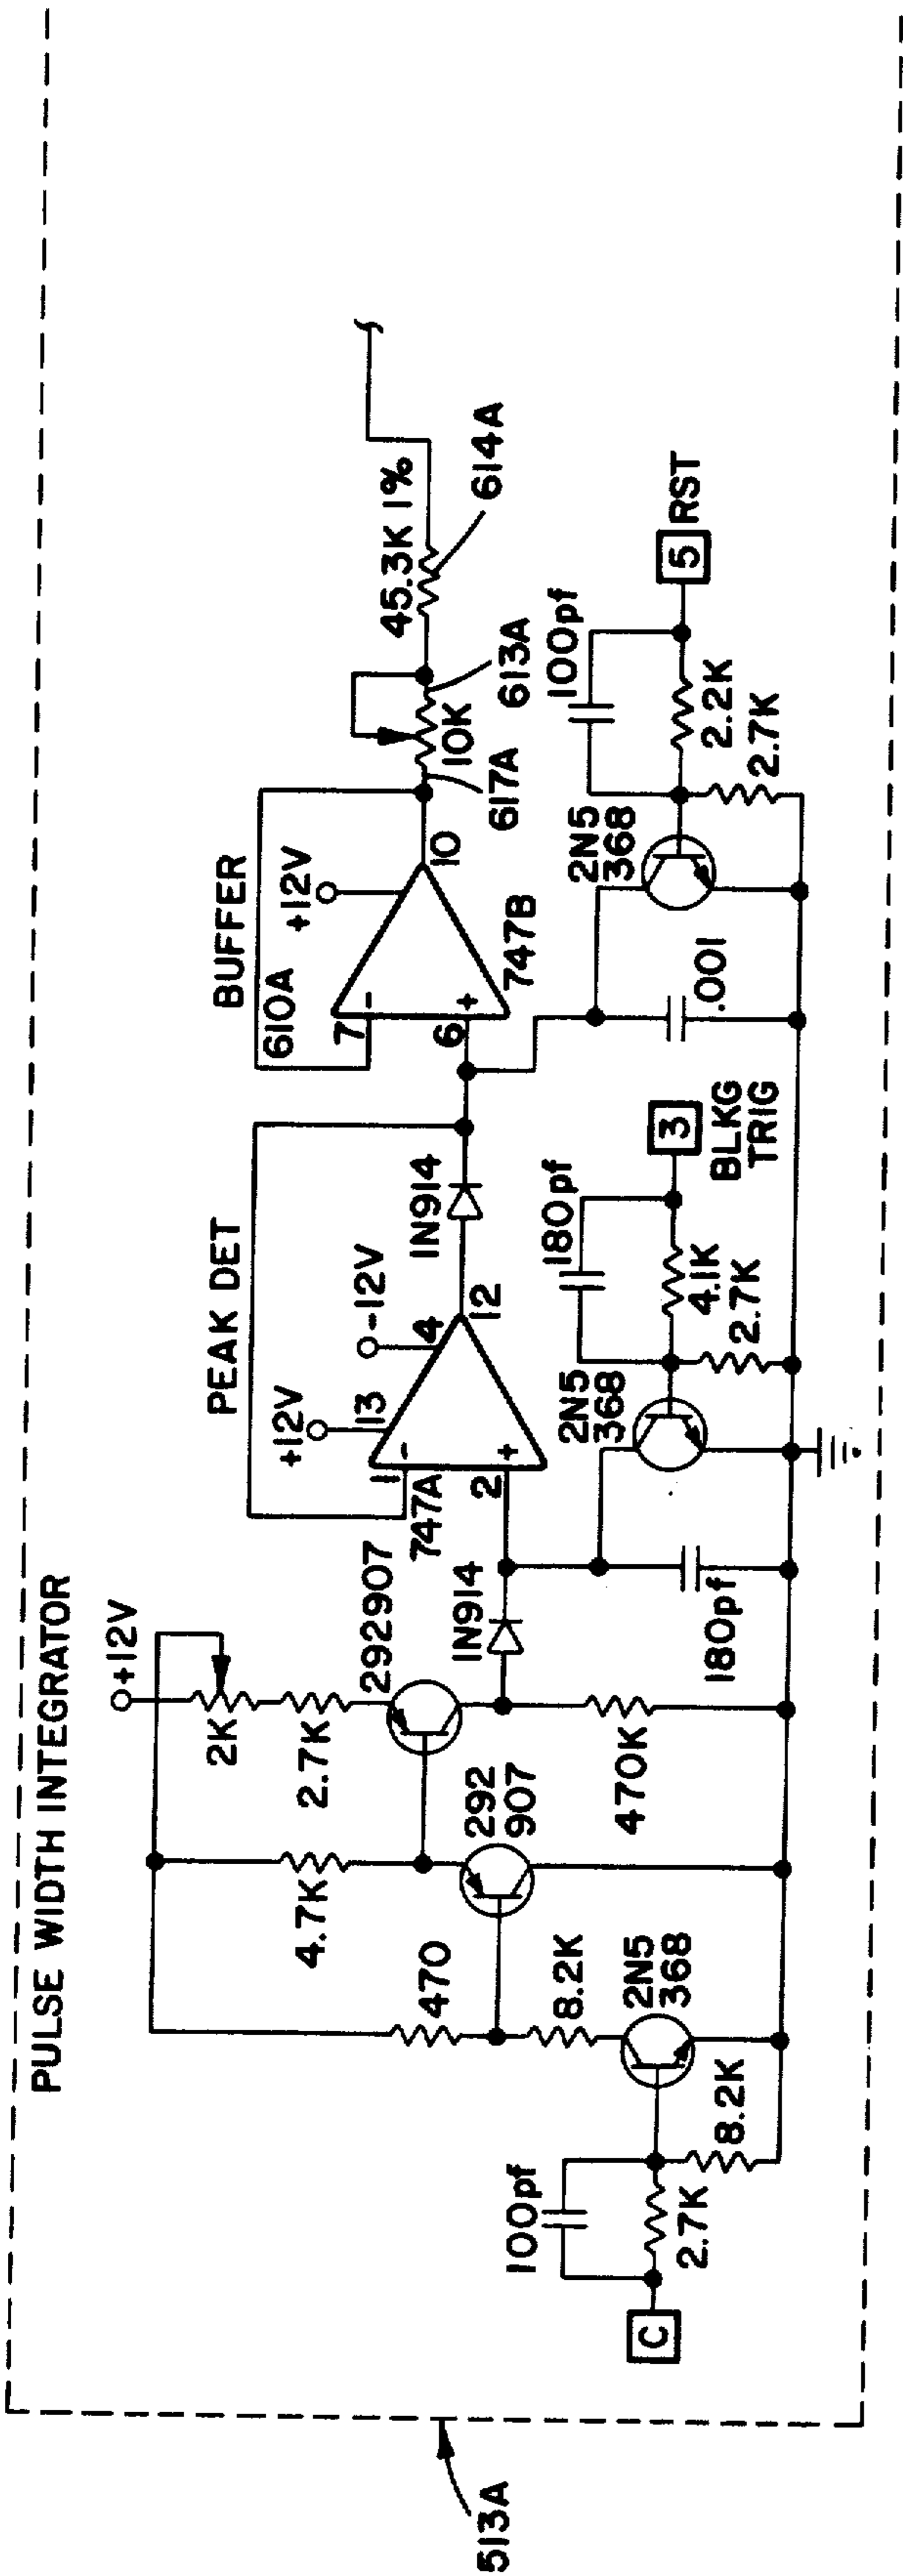 PULSE WIDTH INTEGRATOR
513A
C
100pf
2.7K
8.2K
2N5
368
8.2K
470
4.7K
292
907
+12V
2K
2.7K
292907
470K
1N914
180pf
PEAK DET
+12V
-12V
13
4
1
747A
2
12
1N914
2N5
368
180pf
4.1K
2.7K
3
BLKG
TRIG
BUFFER
610A
+12V
7
6
10
747B
.001
2N5
368
100pf
2.2K
2.7K
5
RST
617A
10K
613A
45.3K 1%
614A